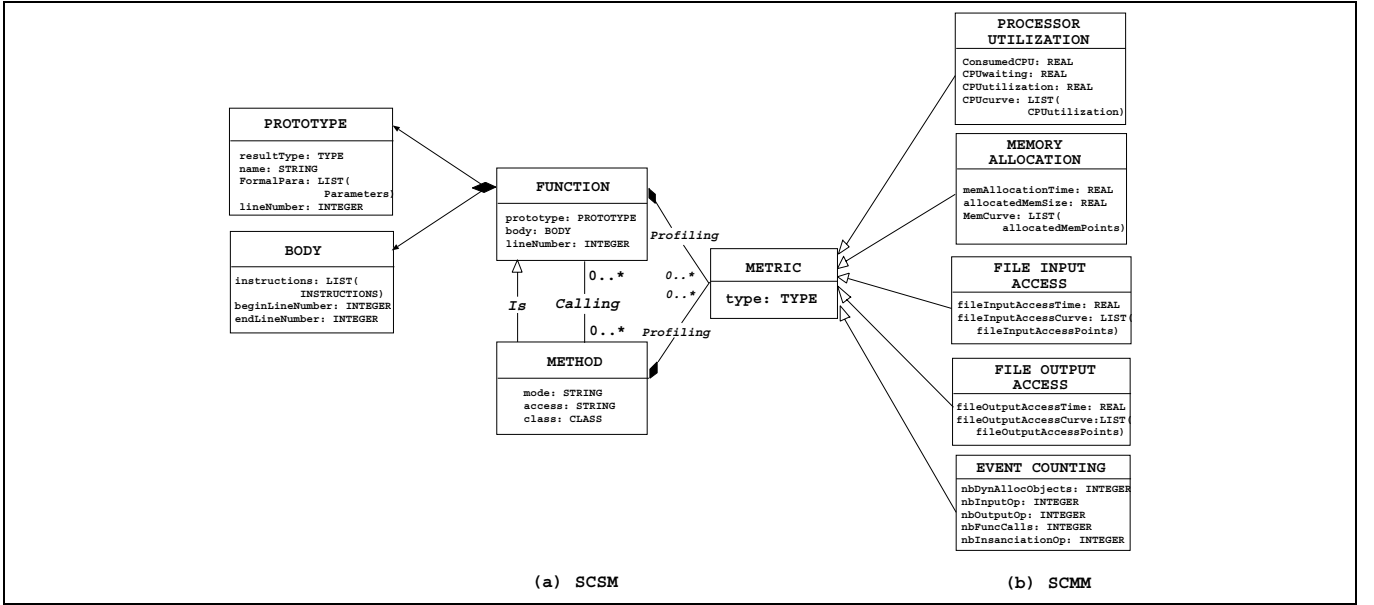 PROTOTYPE
resultType: TYPE
name: STRING
FormalPara: LIST(
Parameters)
lineNumber: INTEGER
BODY
instructions: LIST(
INSTRUCTIONS)
beginLineNumber: INTEGER
endLineNumber: INTEGER
FUNCTION
prototype: PROTOTYPE
body: BODY
lineNumber: INTEGER
Is
0..*
Calling
0..*
METHOD
mode: STRING
access: STRING
class: CLASS
Profiling
0..*
0..*
Profiling
METRIC
type: TYPE
PROCESSOR
UTILIZATION
ConsumedCPU: REAL
CPUwaiting: REAL
CPUutilization: REAL
CPUcurve: LIST(
CPUutilization)
MEMORY
ALLOCATION
memAllocationTime: REAL
allocatedMemSize: REAL
MemCurve: LIST(
allocatedMemPoints)
FILE INPUT
ACCESS
fileInputAccessTime: REAL
fileInputAccessCurve: LIST(
fileInputAccessPoints)
FILE OUTPUT
ACCESS
fileOutputAccessTime: REAL
fileOutputAccessCurve:LIST(
fileOutputAccessPoints)
EVENT COUNTING
nbDynAllocObjects: INTEGER
nbInputOp: INTEGER
nbOutputOp: INTEGER
nbFuncCalls: INTEGER
nbInsanciationOp: INTEGER
(a) SCSM
(b) SCMM